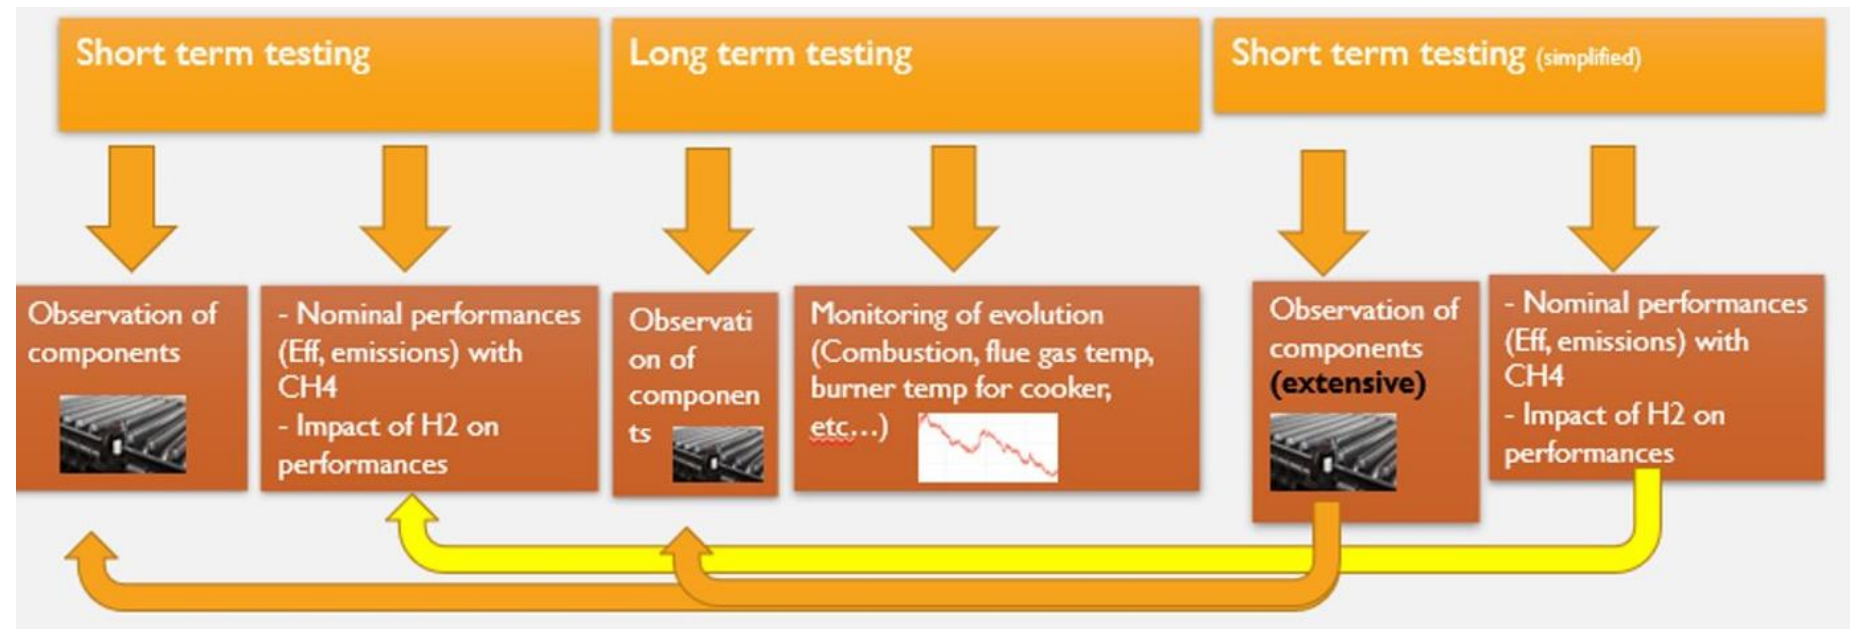 Short term testing
Long term testing
Short term testing (simplified)
Observation of
components
- Nominal performances
(Eff, emissions) with
CH4
- Impact of H2 on
performances
Observati
on of
componen
ts
Monitoring of evolution
(Combustion, flue gas temp,
burner temp for cooker,
etc...)
Observation of
components
(extensive)
- Nominal performances
(Eff, emissions) with
CH4
- Impact of H2 on
performances